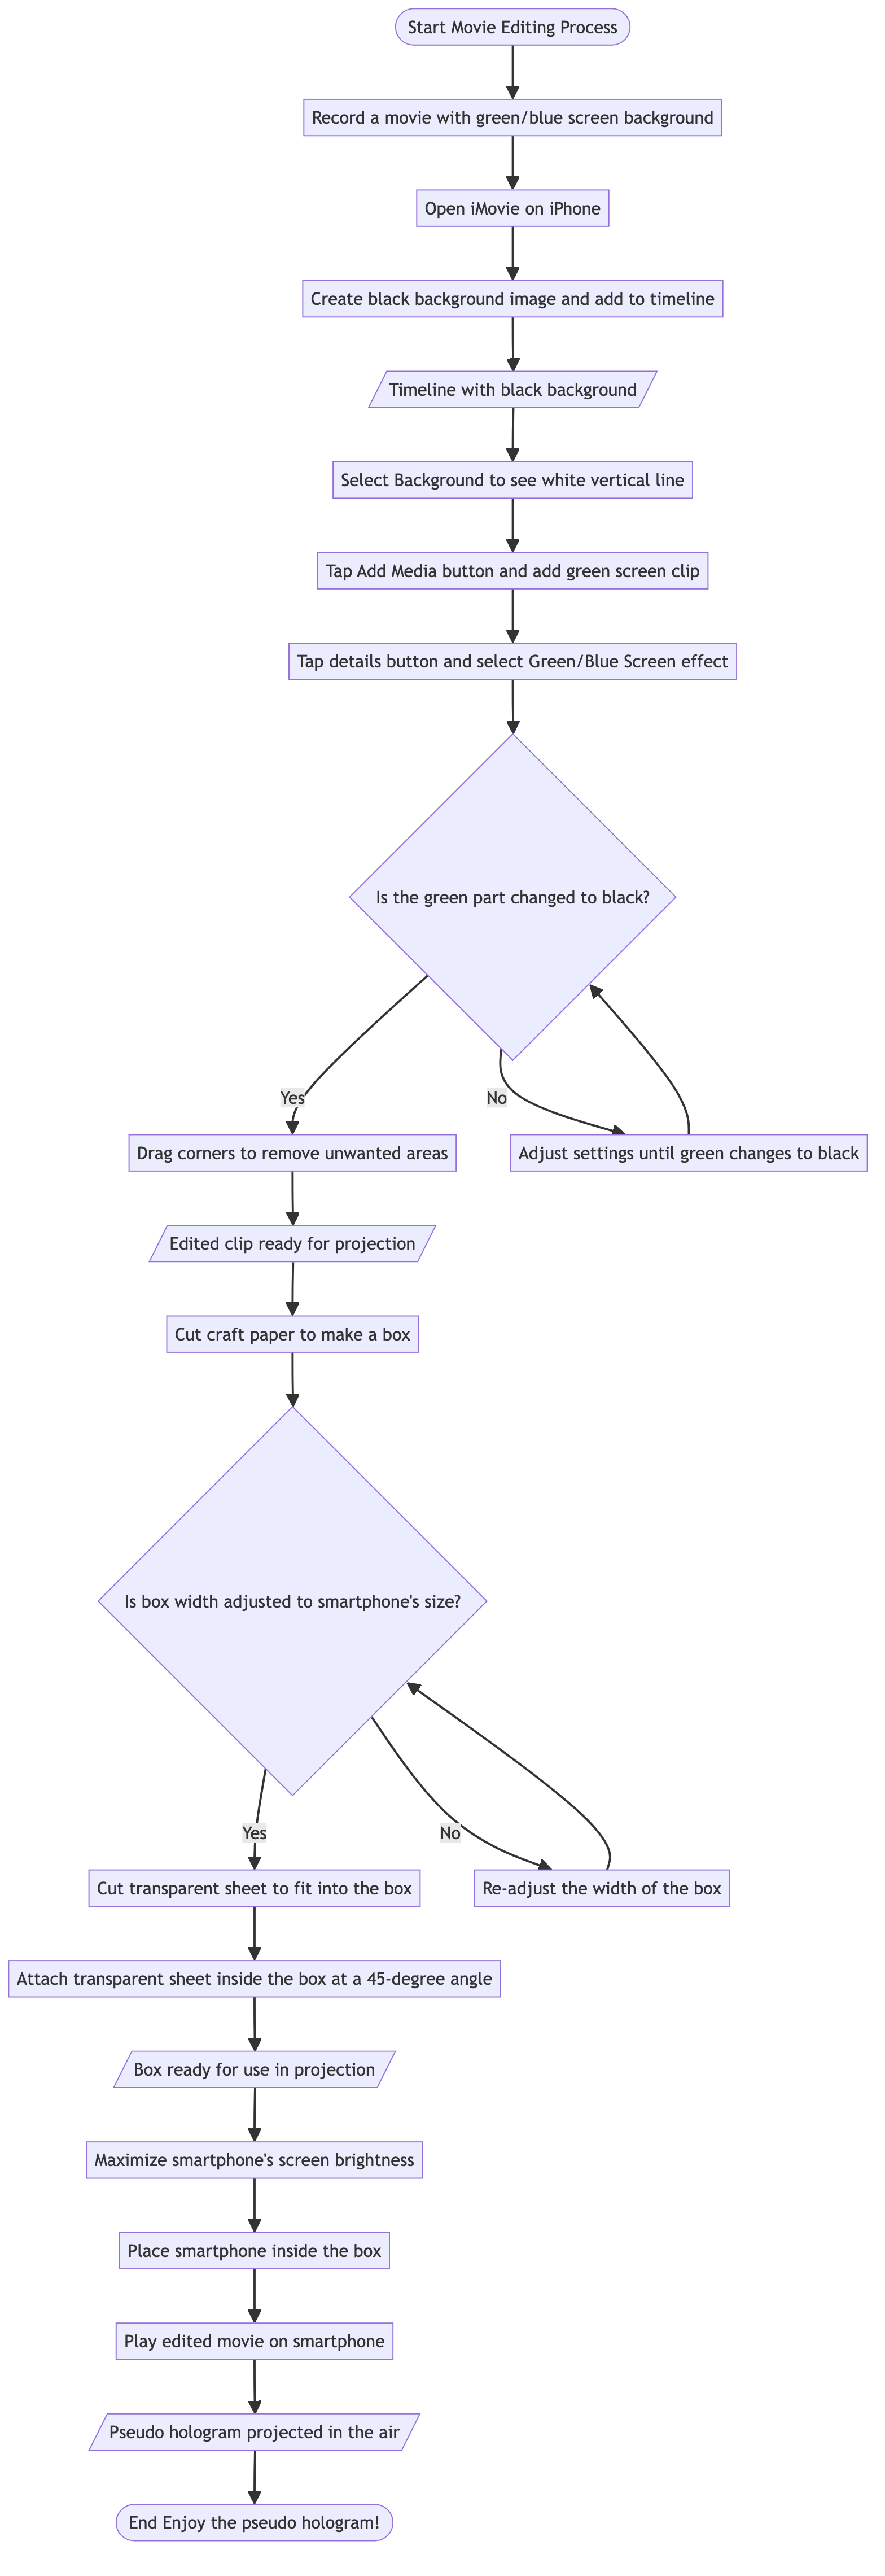 Start Movie Editing Process
Record a movie with green/blue screen background
Open iMovie on iPhone
Create black background image and add to timeline
Timeline with black background
Select Background to see white vertical line
Tap Add Media button and add green screen clip
Tap details button and select Green/Blue Screen effect
Is the green part changed to black?
Yes
No
Drag corners to remove unwanted areas
Adjust settings until green changes to black
Edited clip ready for projection
Cut craft paper to make a box
Is box width adjusted to smartphone's size?
Yes
No
Cut transparent sheet to fit into the box
Re-adjust the width of the box
Attach transparent sheet inside the box at a 45-degree angle
Box ready for use in projection
Maximize smartphone's screen brightness
Place smartphone inside the box
Play edited movie on smartphone
Pseudo hologram projected in the air
End Enjoy the pseudo hologram!